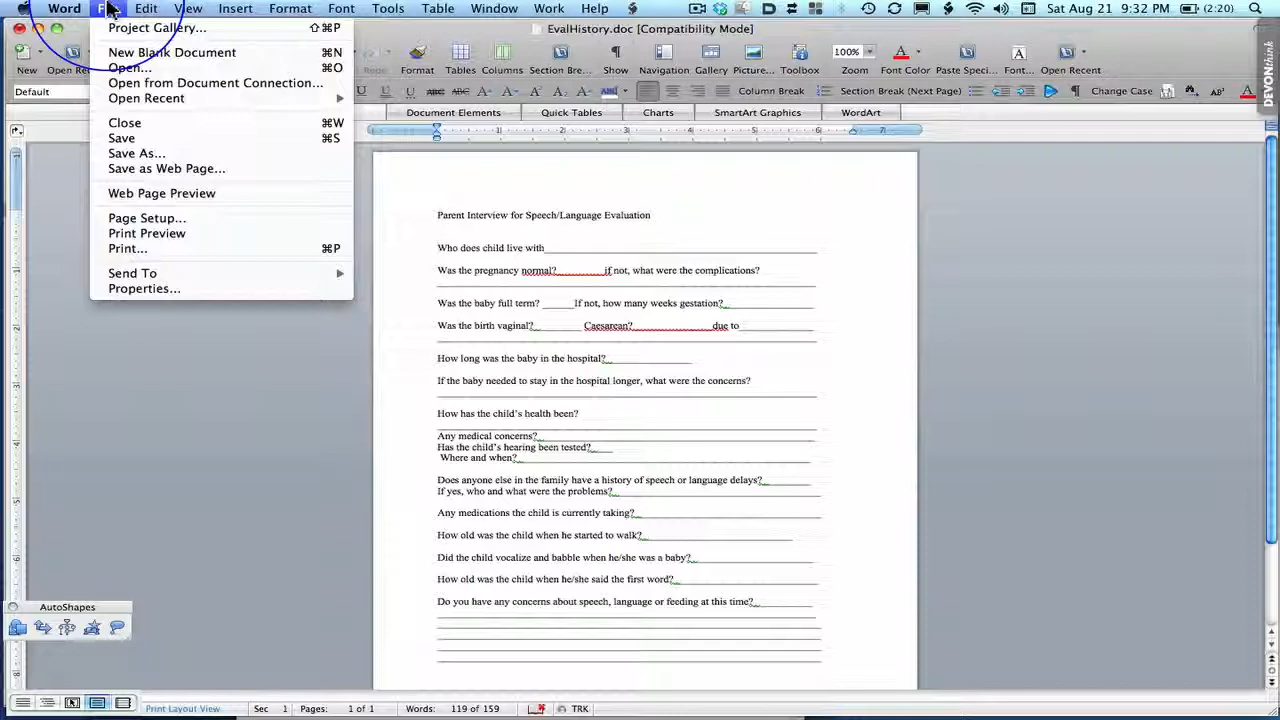 Word Edit View Insert Format Font Tools Table Window Work Help Sat Aug 21 9:32 PM (2:20)
EvalHistory.doc [Compatibility Mode]
Project Gallery... ⇧⌘P
New Blank Document ⌘N
Open... ⌘O
Open from Document Connection...
Open Recent
Close ⌘W
Save ⌘S
Save As...
Save as Web Page...
Web Page Preview
Page Setup...
Print Preview
Print... ⌘P
Send To
Properties...
New Open Rec Format Tables Columns Section Bre... Show Navigation Gallery Picture... Toolbox 100% Zoom Font Color Paste Speci... Font... Open Recent
Default Column Break Section Break (Next Page) Change Case
DEVONthink
Document Elements Quick Tables Charts SmartArt Graphics WordArt
Parent Interview for Speech/Language Evaluation
Who does child live with
Was the pregnancy normal? if not, what were the complications?
Was the baby full term? If not, how many weeks gestation?
Was the birth vaginal? Caesarean? due to
How long was the baby in the hospital?
If the baby needed to stay in the hospital longer, what were the concerns?
How has the child's health been?
Any medical concerns?
Has the child's hearing been tested?
Where and when?
Does anyone else in the family have a history of speech or language delays?
If yes, who and what were the problems?
Any medications the child is currently taking?
How old was the child when he started to walk?
Did the child vocalize and babble when he/she was a baby?
How old was the child when he/she said the first word?
Do you have any concerns about speech, language or feeding at this time?
AutoShapes
Print Layout View Sec 1 Pages: 1 of 1 Words: 119 of 159 TRK